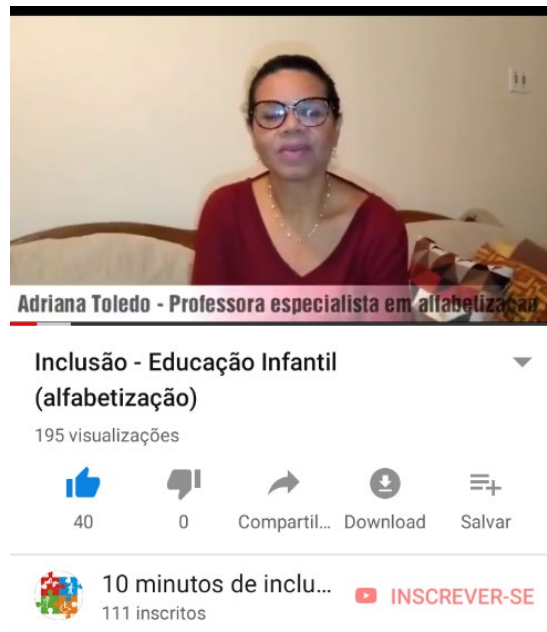 Adriana Toledo - Professora especialista em alfabetização
Inclusão - Educação Infantil
(alfabetização)
195 visualizações
40 0 Compartil... Download Salvar
10 minutos de inclu... INSCREVER-SE
111 inscritos